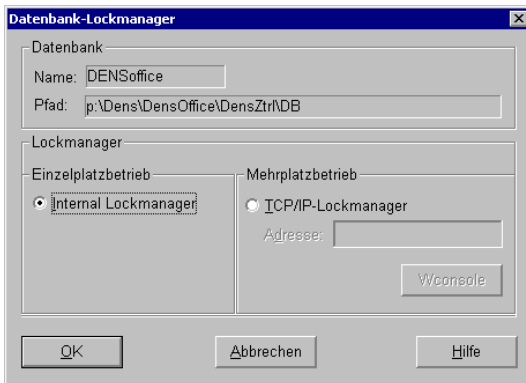 Datenbank-Lockmanager
Datenbank
Name: DENSoffice
Pfad: p:\Dens\DensOffice\DensZtrl\DB
Lockmanager
Einzelplatzbetrieb
Internal Lockmanager
Mehrplatzbetrieb
TCP/IP-Lockmanager
Adresse:
Wconsole
OK
Abbrechen
Hilfe